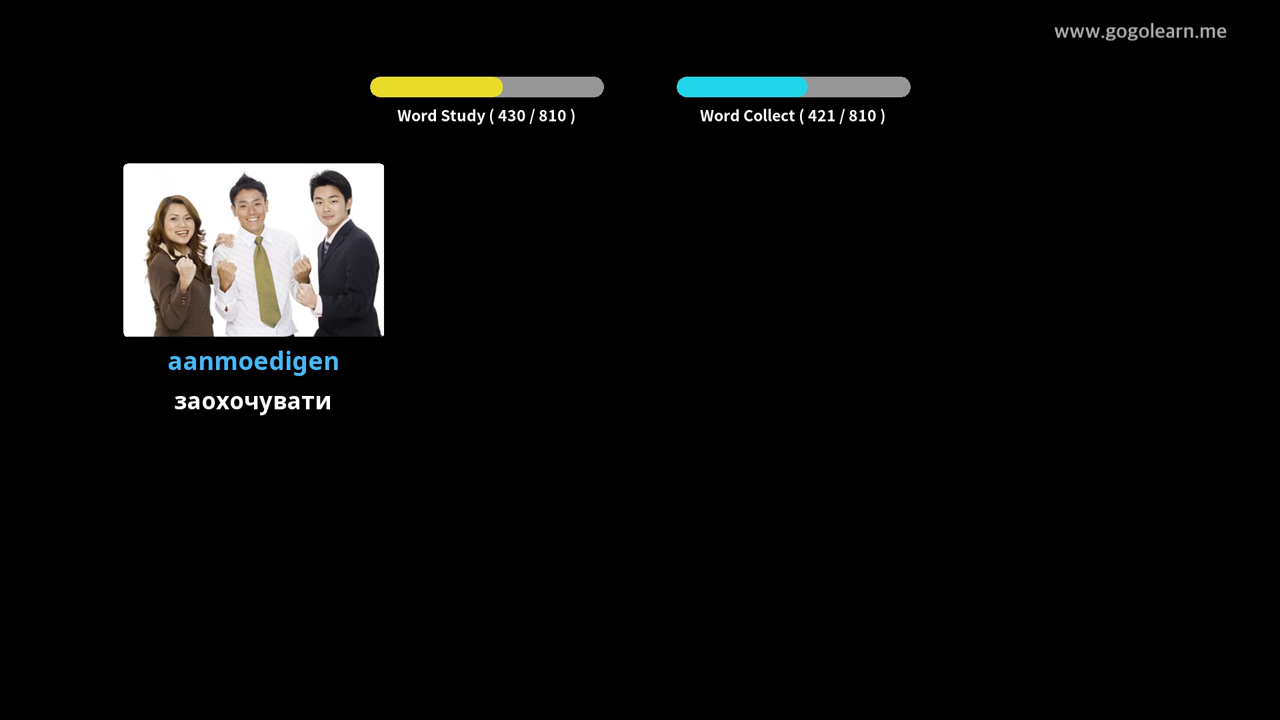 www.gogolearn.me
Word Study ( 430 / 810 )
Word Collect ( 421 / 810 )
aanmoedigen
заохочувати